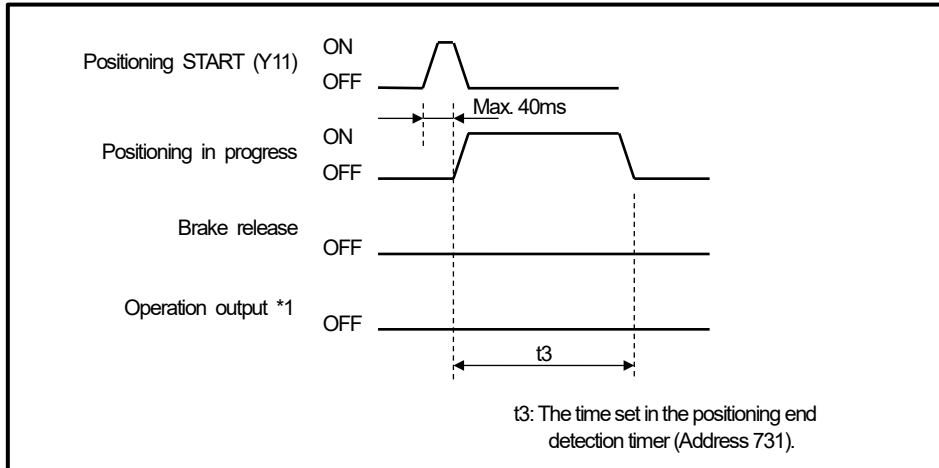 Positioning START (Y11)
ON
OFF
Max. 40ms
Positioning in progress
ON
OFF
Brake release
OFF
Operation output *1
OFF
t3
t3: The time set in the positioning end
detection timer (Address 731).